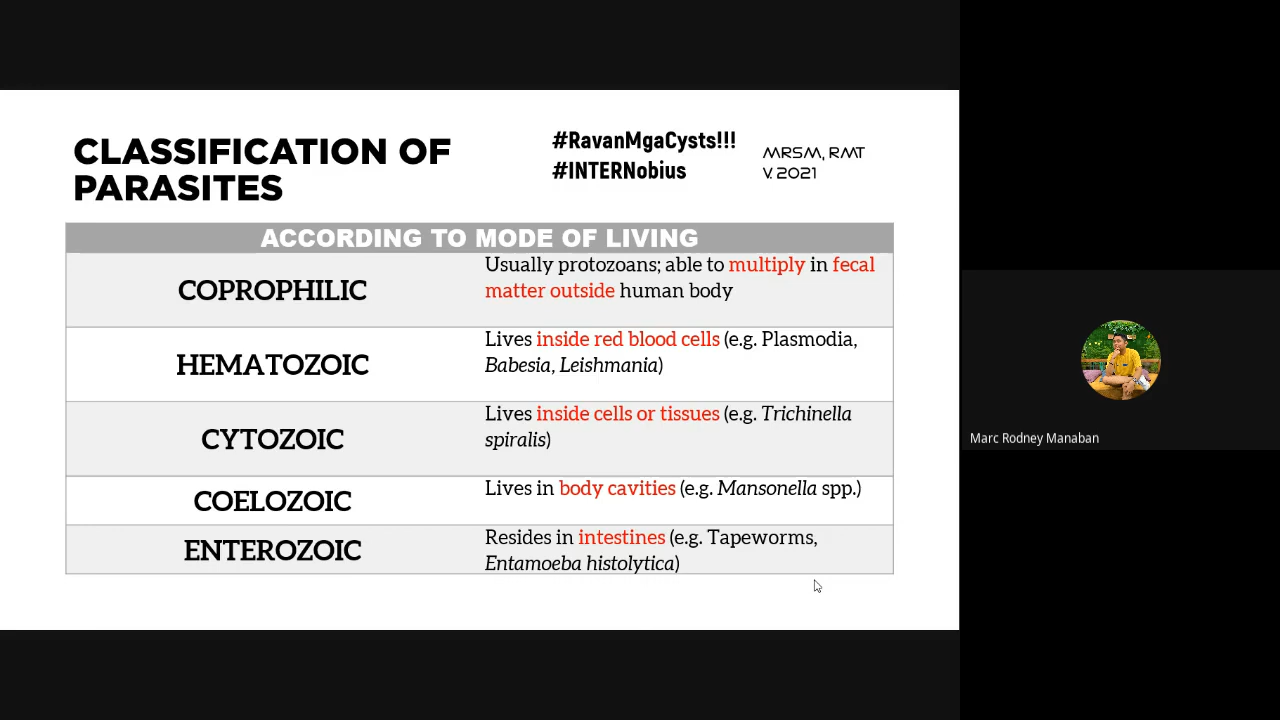 CLASSIFICATION OF
PARASITES
#RavanMgaCysts!!!
#INTERNobius
MRSM, RMT
V. 2021
ACCORDING TO MODE OF LIVING
COPROPHILIC
Usually protozoans; able to multiply in fecal
matter outside human body
HEMATOZOIC
Lives inside red blood cells (e.g. Plasmodia,
Babesia, Leishmania)
CYTOZOIC
Lives inside cells or tissues (e.g. Trichinella
spiralis)
COELOZOIC
Lives in body cavities (e.g. Mansonella spp.)
ENTEROZOIC
Resides in intestines (e.g. Tapeworms,
Entamoeba histolytica)
Marc Rodney Manaban